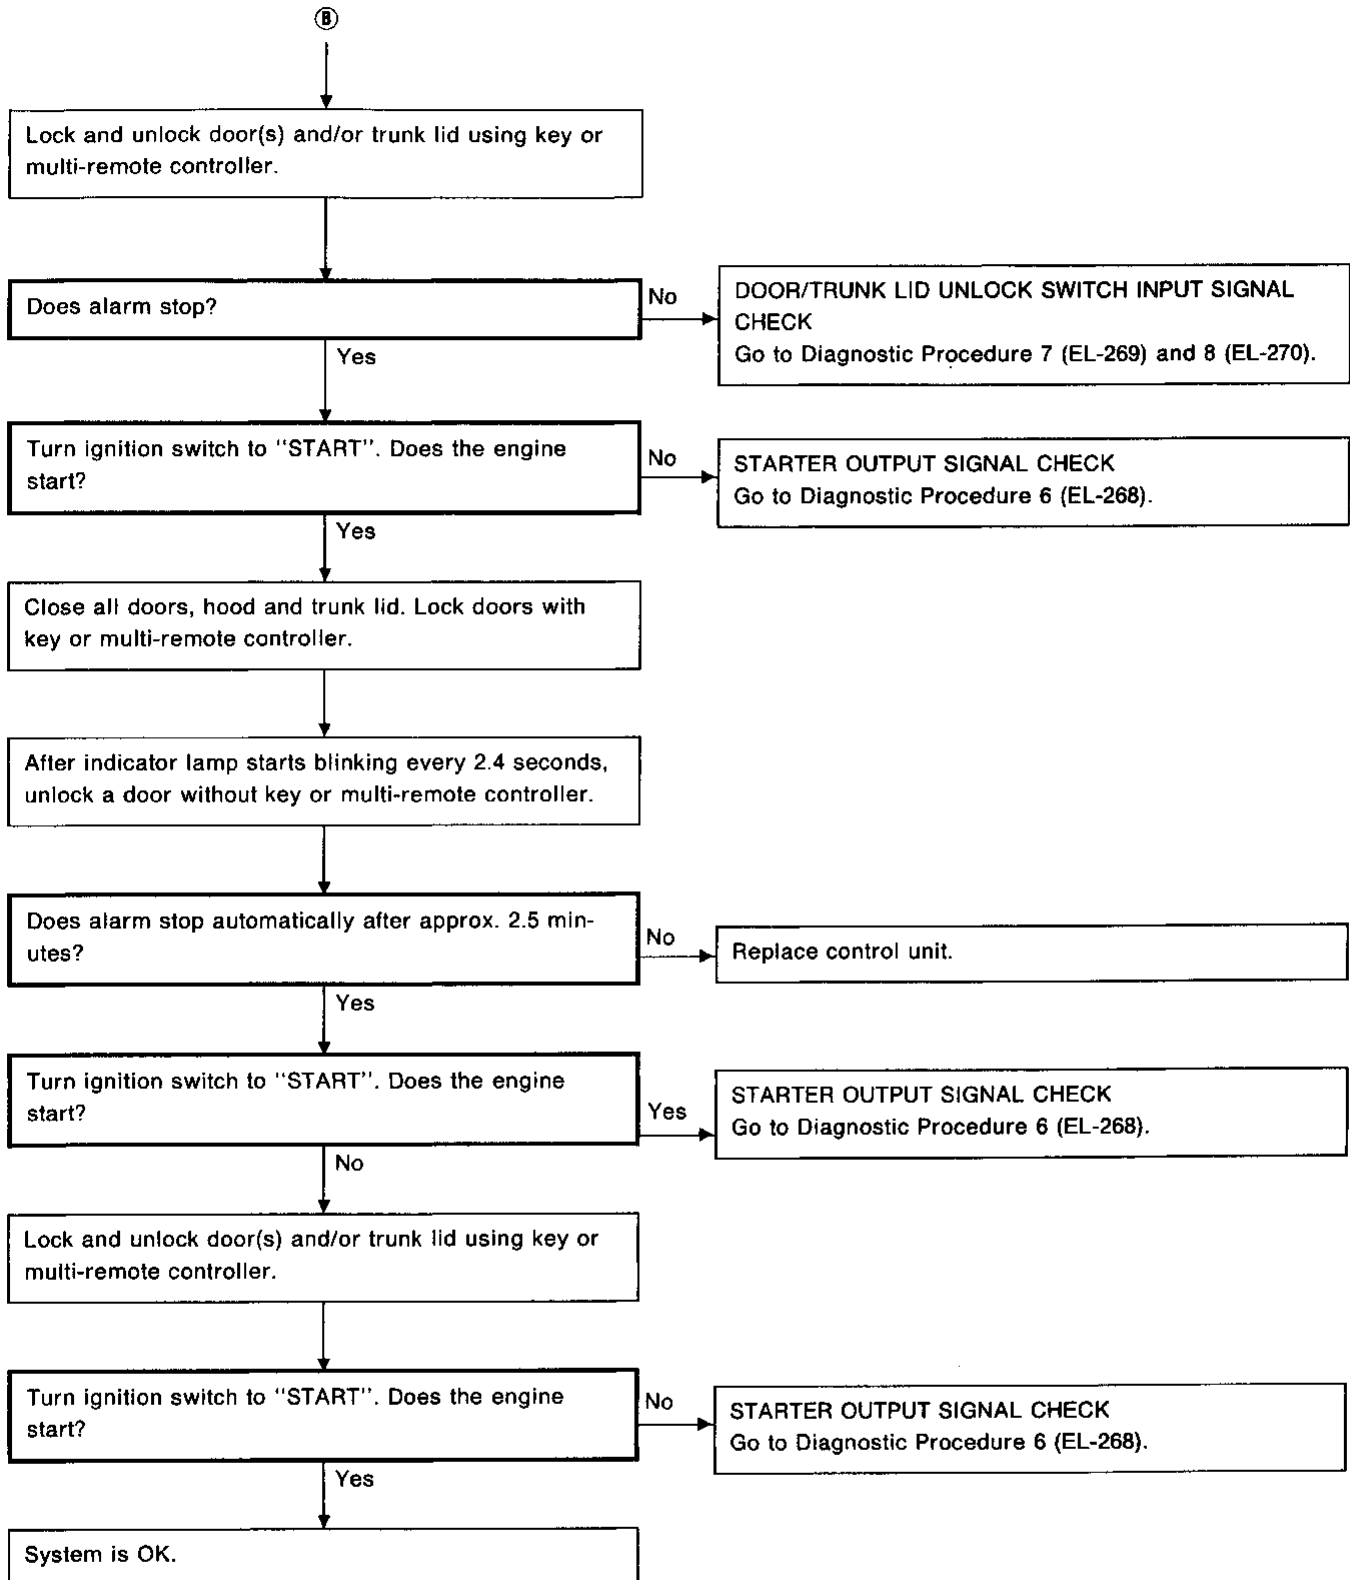 B
Lock and unlock door(s) and/or trunk lid using key or
multi-remote controller.
Does alarm stop?
No
DOOR/TRUNK LID UNLOCK SWITCH INPUT SIGNAL
CHECK
Go to Diagnostic Procedure 7 (EL-269) and 8 (EL-270).
Yes
Turn ignition switch to "START". Does the engine
start?
No
STARTER OUTPUT SIGNAL CHECK
Go to Diagnostic Procedure 6 (EL-268).
Yes
Close all doors, hood and trunk lid. Lock doors with
key or multi-remote controller.
After indicator lamp starts blinking every 2.4 seconds,
unlock a door without key or multi-remote controller.
Does alarm stop automatically after approx. 2.5 min-
utes?
No
Replace control unit.
Yes
Turn ignition switch to "START". Does the engine
start?
Yes
STARTER OUTPUT SIGNAL CHECK
Go to Diagnostic Procedure 6 (EL-268).
No
Lock and unlock door(s) and/or trunk lid using key or
multi-remote controller.
Turn ignition switch to "START". Does the engine
start?
No
STARTER OUTPUT SIGNAL CHECK
Go to Diagnostic Procedure 6 (EL-268).
Yes
System is OK.